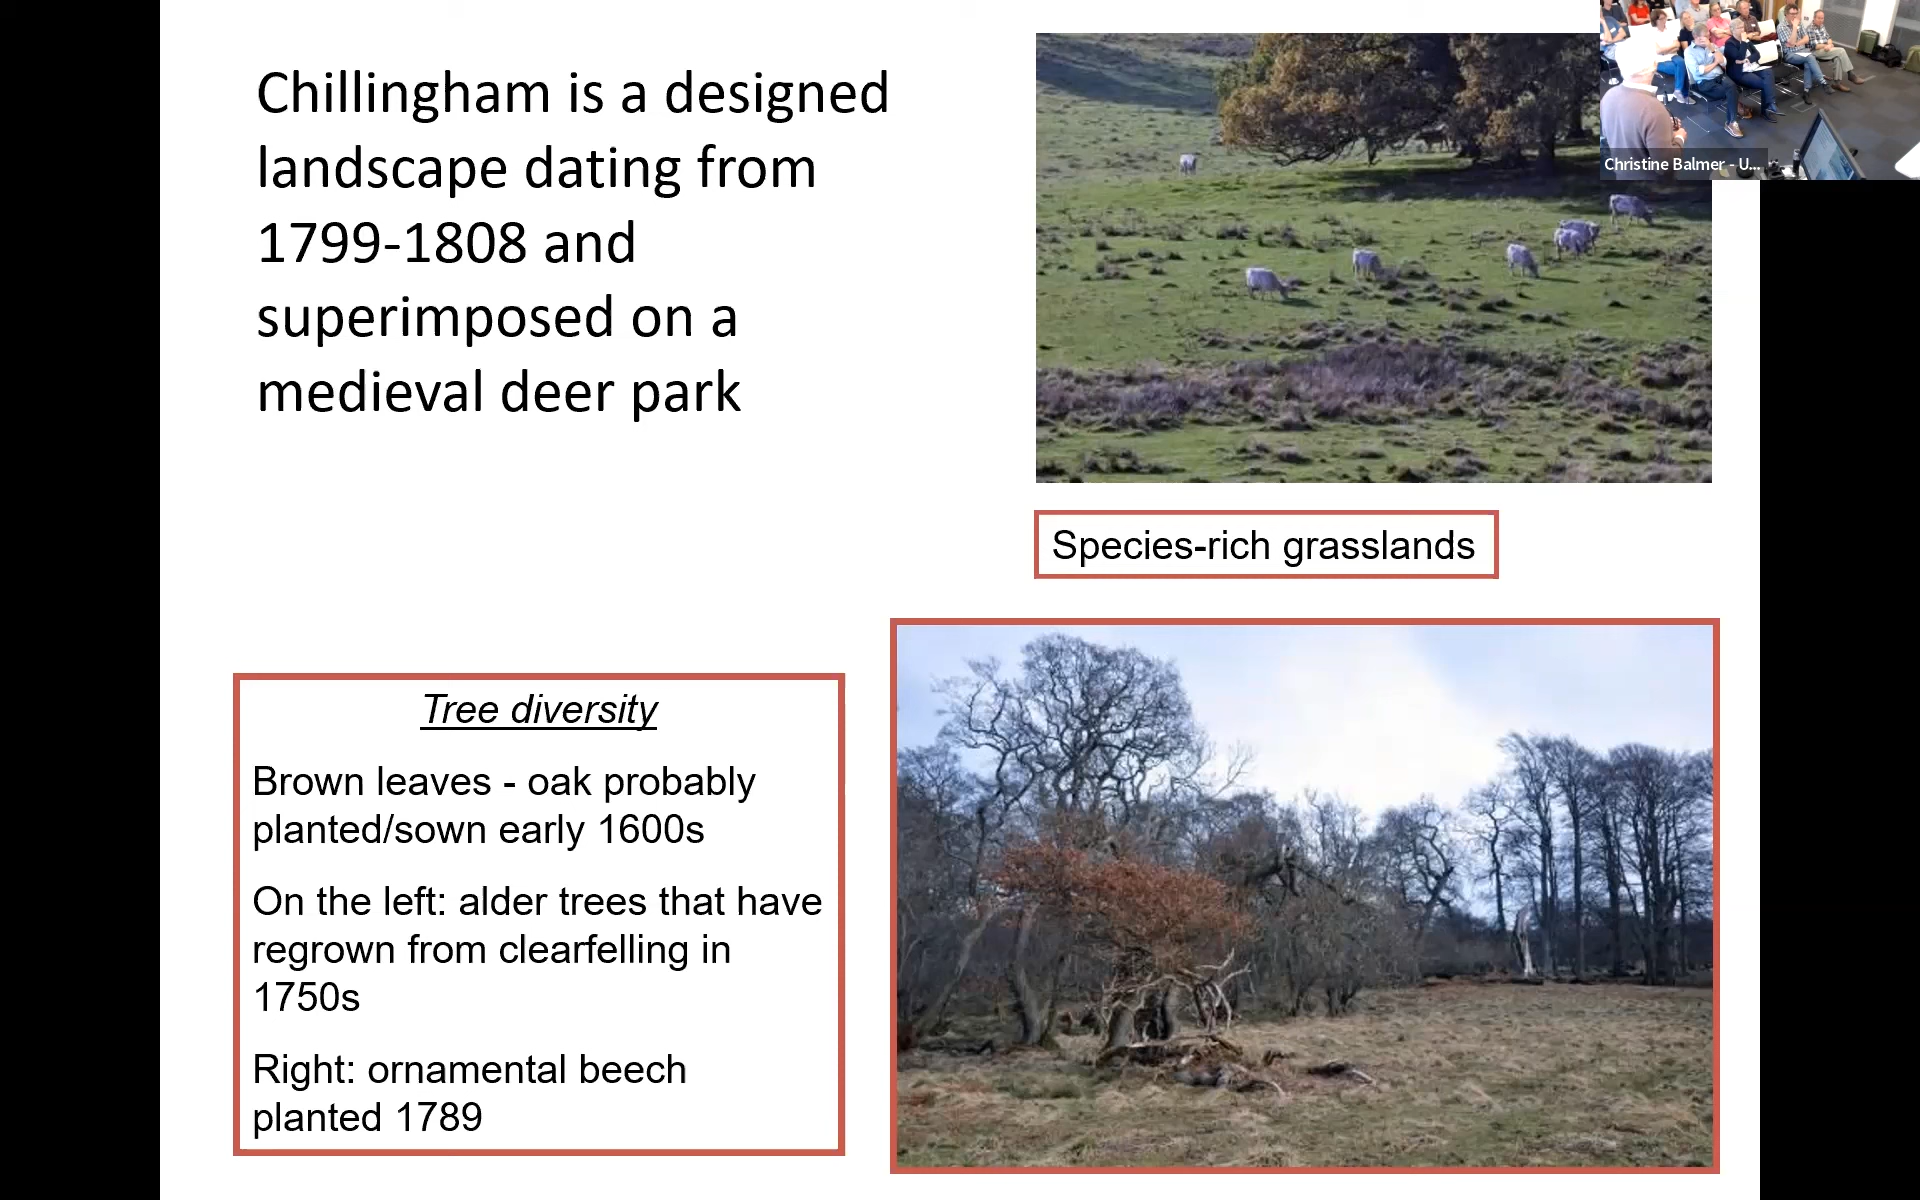 Chillingham is a designed
landscape dating from
1799-1808 and
superimposed on a
medieval deer park
Christine Balmer - U...
Species-rich grasslands
Tree diversity
Brown leaves - oak probably
planted/sown early 1600s
On the left: alder trees that have
regrown from clearfelling in
1750s
Right: ornamental beech
planted 1789